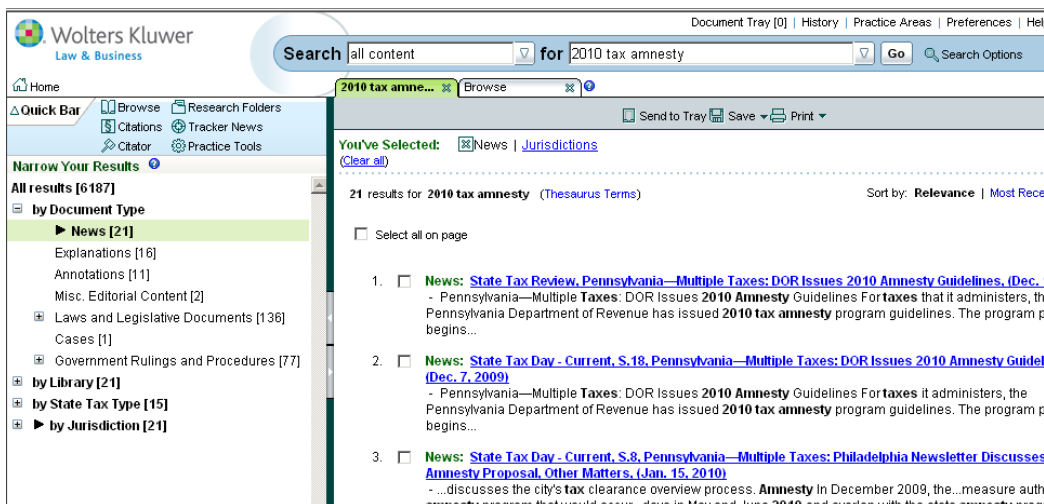 Document Tray [0] | History | Practice Areas | Preferences |
Wolters Kluwer
Law & Business
Search all content for 2010 tax amnesty Go Search Options
Home
2010 tax amne... Browse
Quick Bar Browse Research Folders
Citations Tracker News
Citator Practice Tools
Send to Tray Save Print
Narrow Your Results
You've Selected: News | Jurisdictions
(Clear all)
All results [6187]
by Document Type
News [21]
Explanations [16]
Annotations [11]
Misc. Editorial Content [2]
Laws and Legislative Documents [136]
Cases [1]
Government Rulings and Procedures [77]
by Library [21]
by State Tax Type [15]
by Jurisdiction [21]
21 results for 2010 tax amnesty (Thesaurus Terms) Sort by: Relevance | Most
Select all on page
1. News: State Tax Review, Pennsylvania—Multiple Taxes: DOR Issues 2010 Amnesty Guidelines, (Dec.
- Pennsylvania—Multiple Taxes: DOR Issues 2010 Amnesty Guidelines For taxes that it administers,
Pennsylvania Department of Revenue has issued 2010 tax amnesty program guidelines. The program
begins...
2. News: State Tax Day - Current, S.18, Pennsylvania—Multiple Taxes: DOR Issues 2010 Amnesty
(Dec. 7, 2009)
- Pennsylvania—Multiple Taxes: DOR Issues 2010 Amnesty Guidelines For taxes it administers, the
Pennsylvania Department of Revenue has issued 2010 tax amnesty program guidelines. The program
begins...
3. News: State Tax Day - Current, S.8, Pennsylvania—Multiple Taxes: Philadelphia Newsletter Discusses
Amnesty Proposal, Other Matters, (Jan. 15, 2010)
- ...discusses the city's tax clearance overview process. Amnesty In December 2009, the...measure